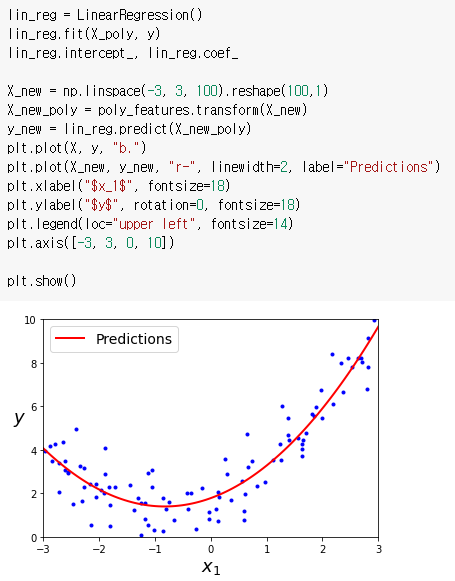 lin_reg = LinearRegression()
lin_reg.fit(X_poly, y)
lin_reg.intercept_, lin_reg.coef_
X_new = np.linspace(-3, 3, 100).reshape(100,1)
X_new_poly = poly_features.transform(X_new)
y_new = lin_reg.predict(X_new_poly)
plt.plot(X, y, "b.")
plt.plot(X_new, y_new, "r-", linewidth=2, label="Predictions")
plt.xlabel("$x_1$", fontsize=18)
plt.ylabel("$y$", rotation=0, fontsize=18)
plt.legend(loc="upper left", fontsize=14)
plt.axis([-3, 3, 0, 10])
plt.show()
10
Predictions
8
6
y
4
2
0
−3 −2 −1 0 1 2 3
x₁